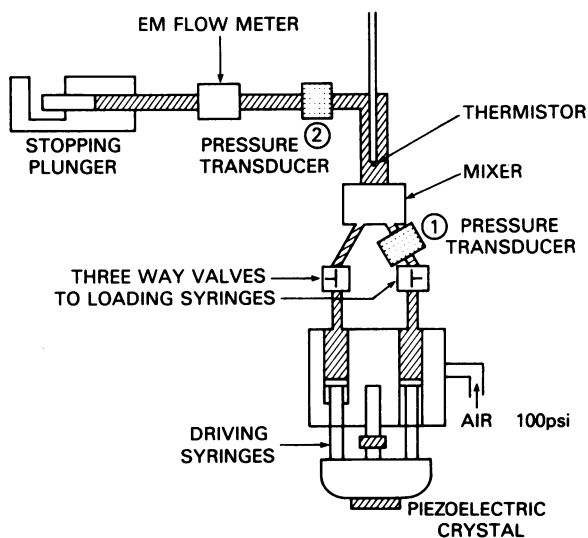 EM FLOW METER
STOPPING
PLUNGER
②
PRESSURE
TRANSDUCER
THERMISTOR
MIXER
① PRESSURE
TRANSDUCER
THREE WAY VALVES
TO LOADING SYRINGES
AIR 100psi
DRIVING
SYRINGES
PIEZOELECTRIC
CRYSTAL